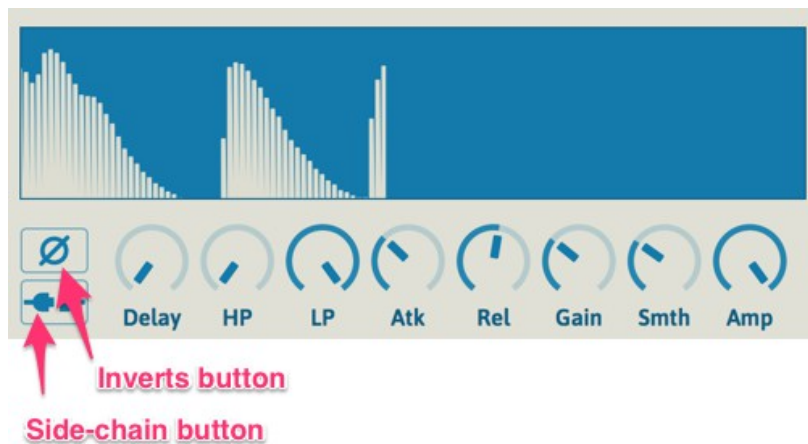 Delay HP LP Atk Rel Gain Smth Amp
Inverts button
Side-chain button